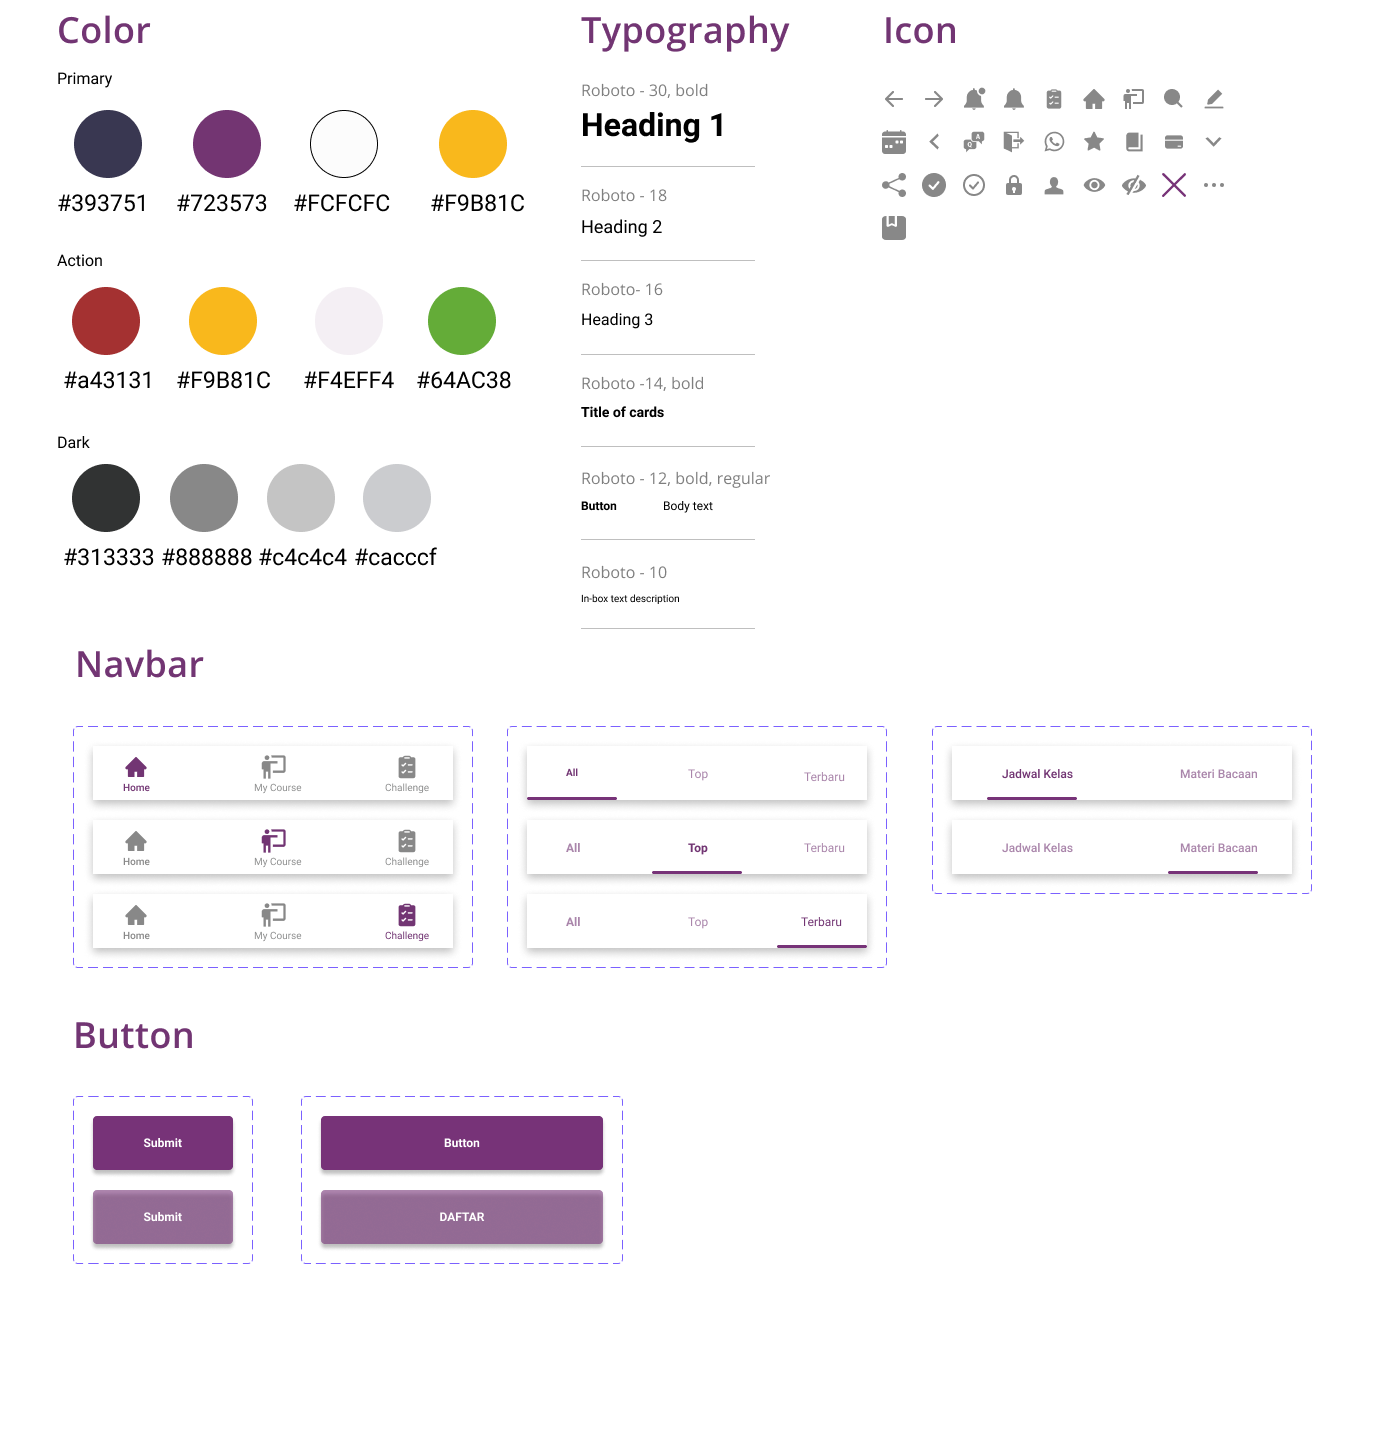 Color
Primary
#393751 #723573 #FCFCFC #F9B81C
Action
#a43131 #F9B81C #F4EFF4 #64AC38
Dark
#313333 #888888 #c4c4c4 #cacccf
Typography
Roboto - 30, bold
Heading 1
Roboto - 18
Heading 2
Roboto- 16
Heading 3
Roboto -14, bold
Title of cards
Roboto - 12, bold, regular
Button Body text
Roboto - 10
In-box text description
Icon
Navbar
Home My Course Challenge
Home My Course Challenge
Home My Course Challenge
All Top Terbaru
All Top Terbaru
All Top Terbaru
Jadwal Kelas Materi Bacaan
Jadwal Kelas Materi Bacaan
Button
Submit
Submit
Button
DAFTAR